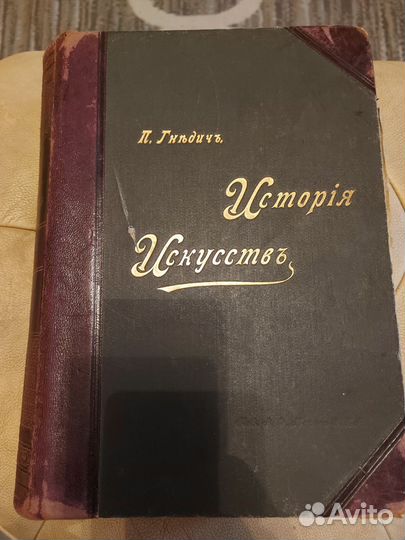 П. Гнѣдичъ.
Исторія
Искусствъ
Avito